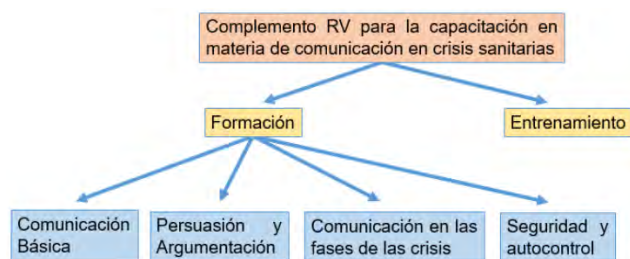 Complemento RV para la capacitación en
materia de comunicación en crisis sanitarias
Formación
Entrenamiento
Comunicación
Básica
Persuasión y
Argumentación
Comunicación en las
fases de las crisis
Seguridad y
autocontrol